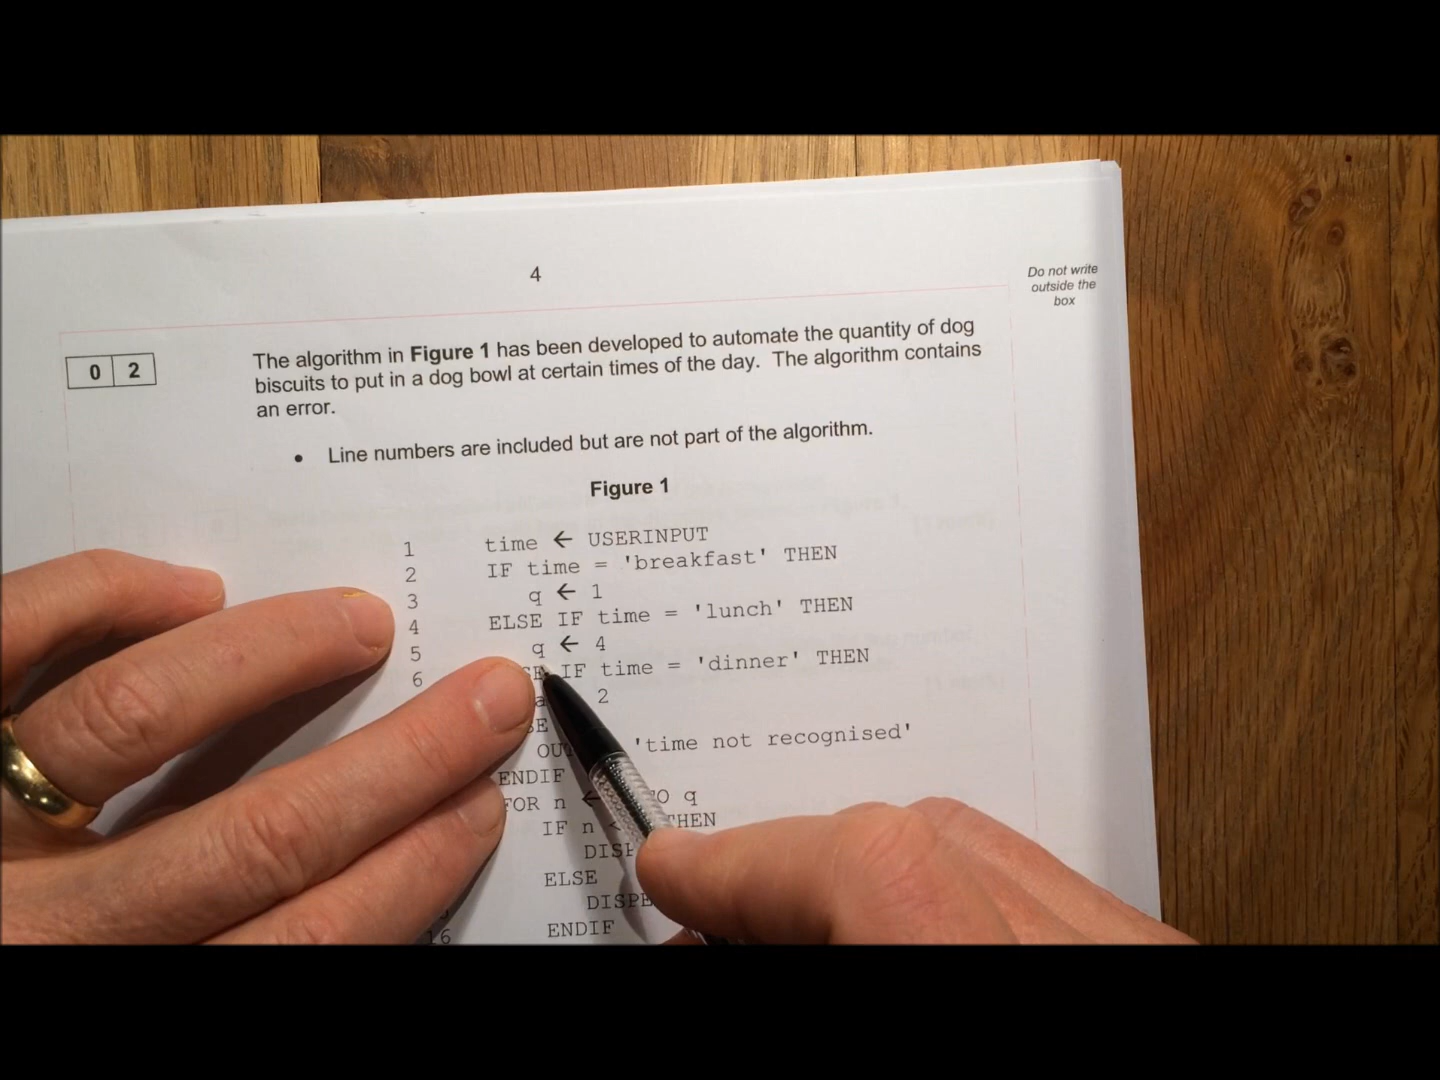 4
Do not write
outside the
box
0 2
The algorithm in Figure 1 has been developed to automate the quantity of dog
biscuits to put in a dog bowl at certain times of the day. The algorithm contains
an error.
• Line numbers are included but are not part of the algorithm.
Figure 1
1 time ← USERINPUT
2 IF time = 'breakfast' THEN
3 q ← 1
4 ELSE IF time = 'lunch' THEN
5 q ← 4
6 IF time = 'dinner' THEN
2
'time not recognised'
ENDIF
FOR n ← q
IF n THEN
ELSE
16 ENDIF